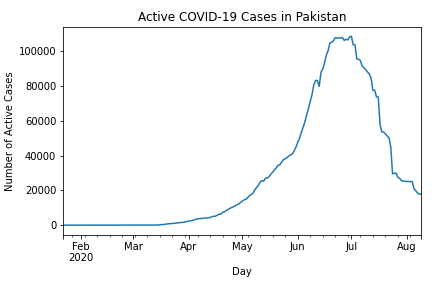 Active COVID-19 Cases in Pakistan
Number of Active Cases
100000
80000
60000
40000
20000
0
Feb Mar Apr May Jun Jul Aug
2020
Day